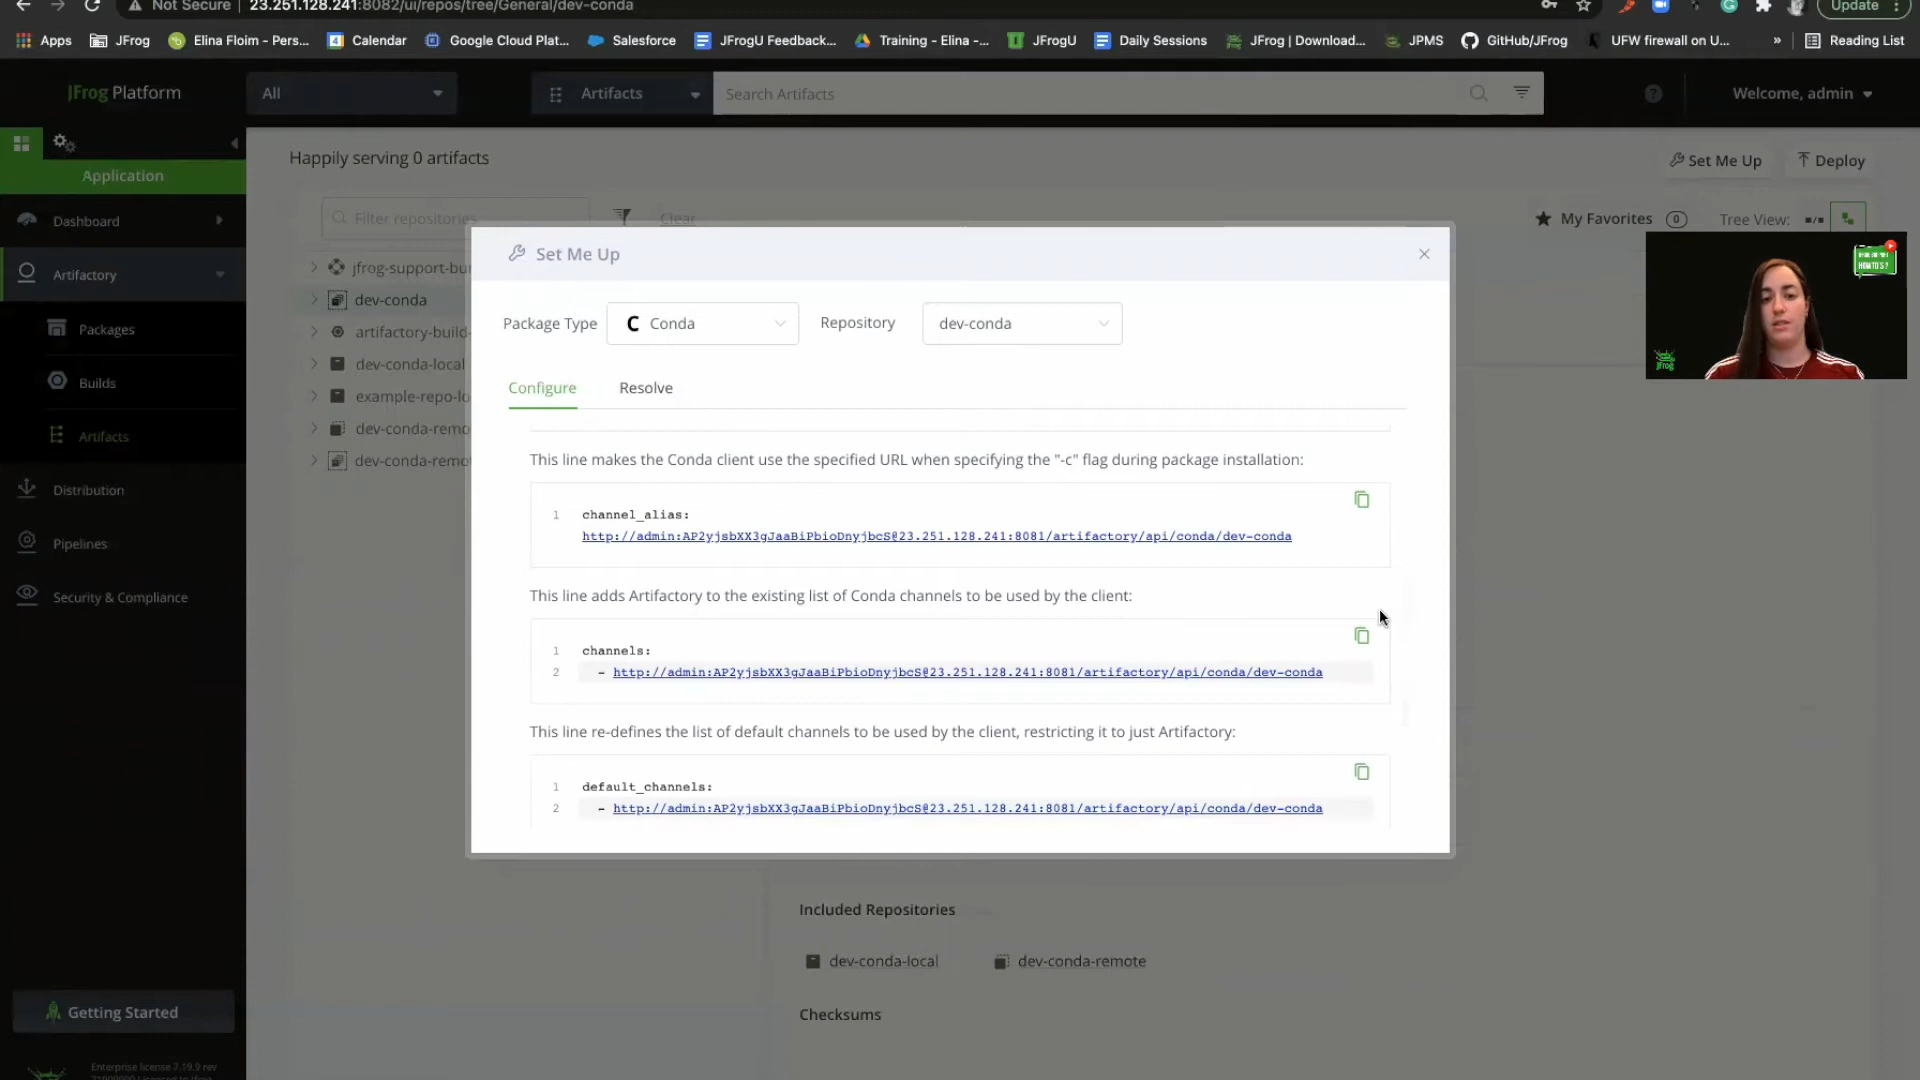 Not Secure
23.251.128.241:8082/ui/repos/tree/General/dev-conda
Update
Apps
JFrog
Elina Floim - Pers...
Calendar
Google Cloud Plat...
Salesforce
JFrogU Feedback...
Training - Elina -...
JFrogU
Daily Sessions
JFrog | Download...
JPMS
GitHub/JFrog
UFW firewall on U...
»
Reading List
JFrog Platform
All
Artifacts
Search Artifacts
Welcome, admin
Application
Dashboard
Artifactory
Packages
Builds
Artifacts
Distribution
Pipelines
Security & Compliance
Getting Started
Enterprise license 7.19.9 rev
Happily serving 0 artifacts
Set Me Up
Deploy
Filter repositories
Clear
My Favorites 0
Tree View:
jfrog-support-bun
dev-conda
artifactory-build-
dev-conda-local
example-repo-lo
dev-conda-remo
dev-conda-remo
Set Me Up
Package Type
C Conda
Repository
dev-conda
Configure
Resolve
This line makes the Conda client use the specified URL when specifying the "-c" flag during package installation:
1 channel_alias:
http://admin:AP2yjsbXX3gJaaBiPbioDnyjbcS@23.251.128.241:8081/artifactory/api/conda/dev-conda
This line adds Artifactory to the existing list of Conda channels to be used by the client:
1 channels:
2 - http://admin:AP2yjsbXX3gJaaBiPbioDnyjbcS@23.251.128.241:8081/artifactory/api/conda/dev-conda
This line re-defines the list of default channels to be used by the client, restricting it to just Artifactory:
1 default_channels:
2 - http://admin:AP2yjsbXX3gJaaBiPbioDnyjbcS@23.251.128.241:8081/artifactory/api/conda/dev-conda
Included Repositories
dev-conda-local
dev-conda-remote
Checksums
jfrog